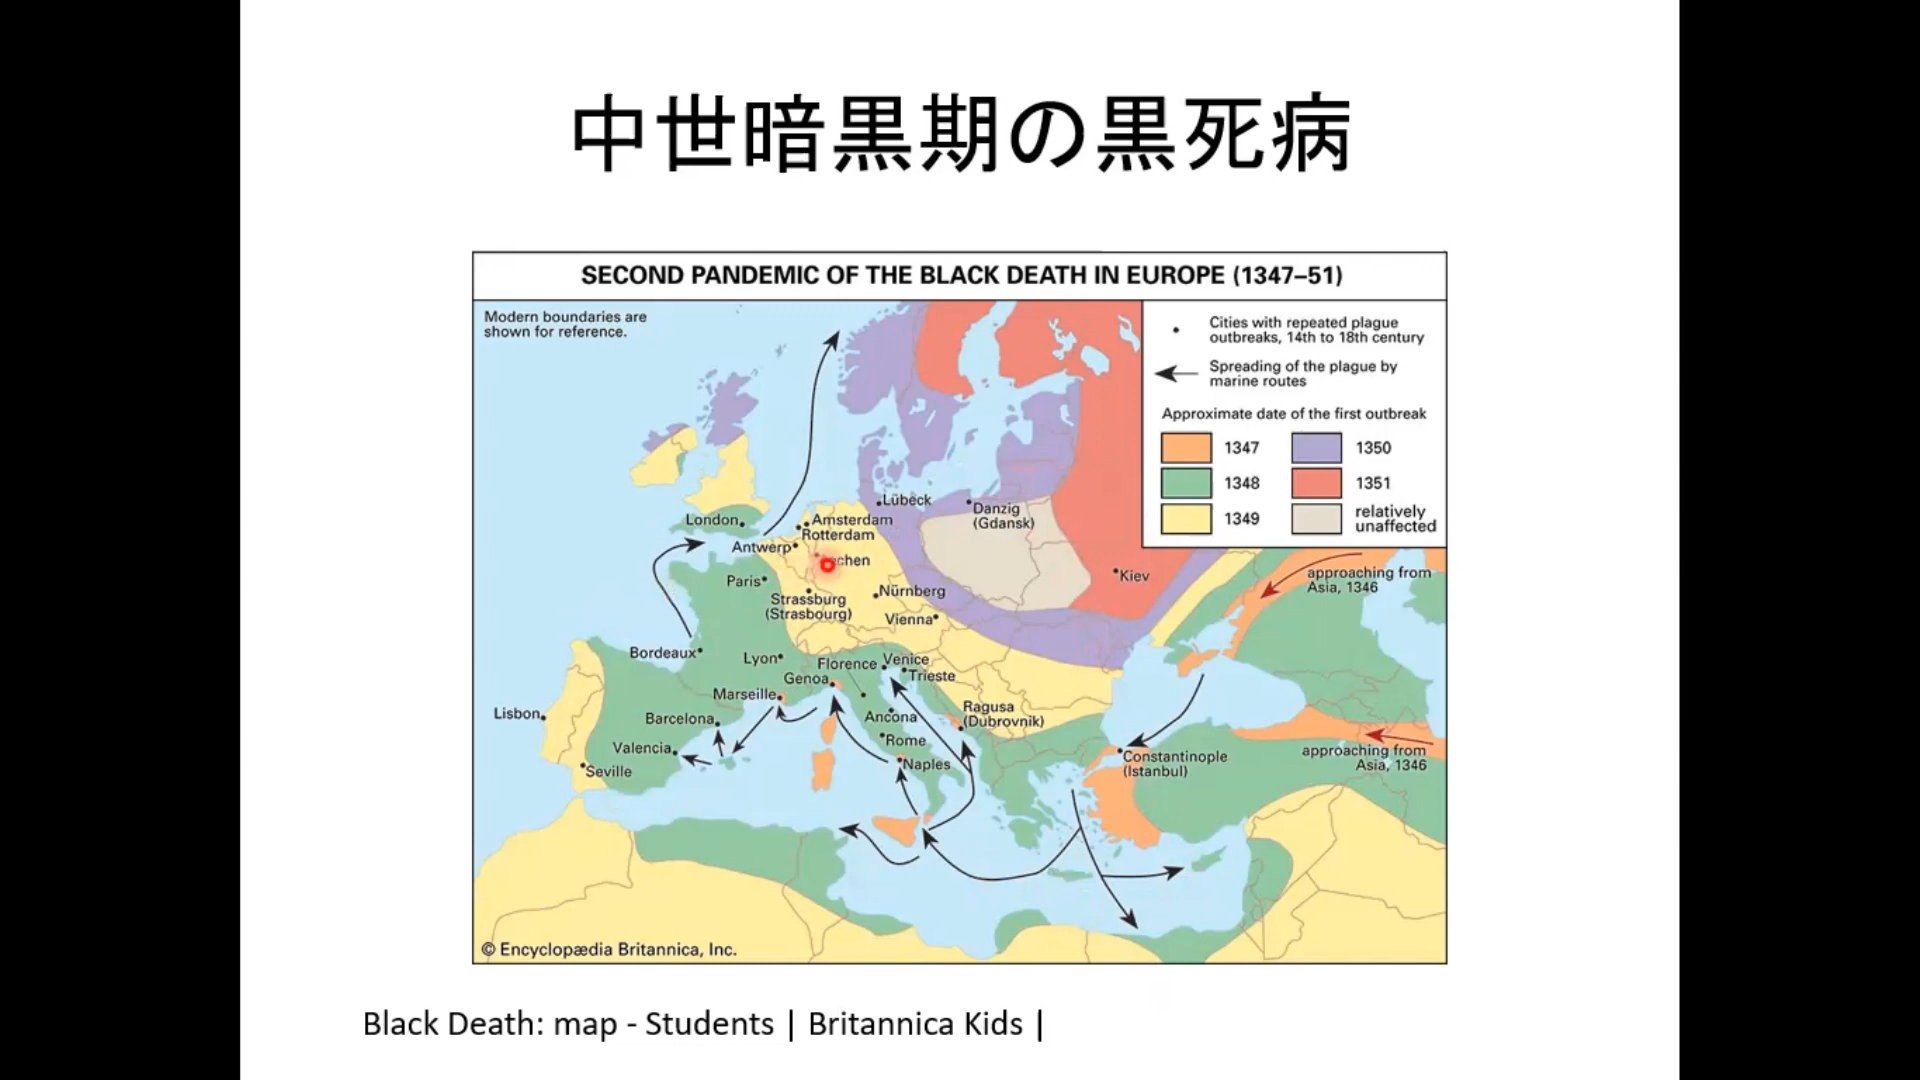 中世暗黒期の黒死病
SECOND PANDEMIC OF THE BLACK DEATH IN EUROPE (1347–51)
Modern boundaries are
shown for reference.
Cities with repeated plague
outbreaks, 14th to 18th century
Spreading of the plague by
marine routes
Approximate date of the first outbreak
1347
1350
1348
1351
1349
relatively
unaffected
Lübeck
Danzig
(Gdansk)
London
Amsterdam
Rotterdam
Antwerp
Kiev
approaching from
Asia, 1346
Paris
Strassburg
(Strasbourg)
Nürnberg
Vienna
Bordeaux
Lyon
Florence
Venice
Trieste
Genoa
Marseille
Lisbon
Barcelona
Ancona
Ragusa
(Dubrovnik)
Valencia
Rome
Seville
Naples
Constantinople
(Istanbul)
approaching from
Asia, 1346
© Encyclopædia Britannica, Inc.
Black Death: map - Students | Britannica Kids |